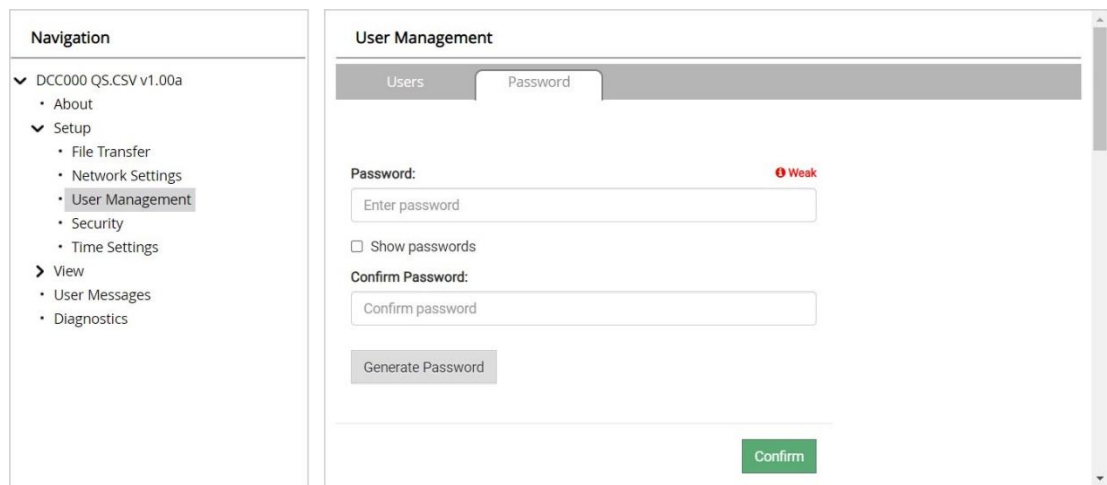 Navigation
DCC000 QS.CSV v1.00a
About
Setup
File Transfer
Network Settings
User Management
Security
Time Settings
View
User Messages
Diagnostics
User Management
Users Password
Password: Weak
Enter password
Show passwords
Confirm Password:
Confirm password
Generate Password
Confirm